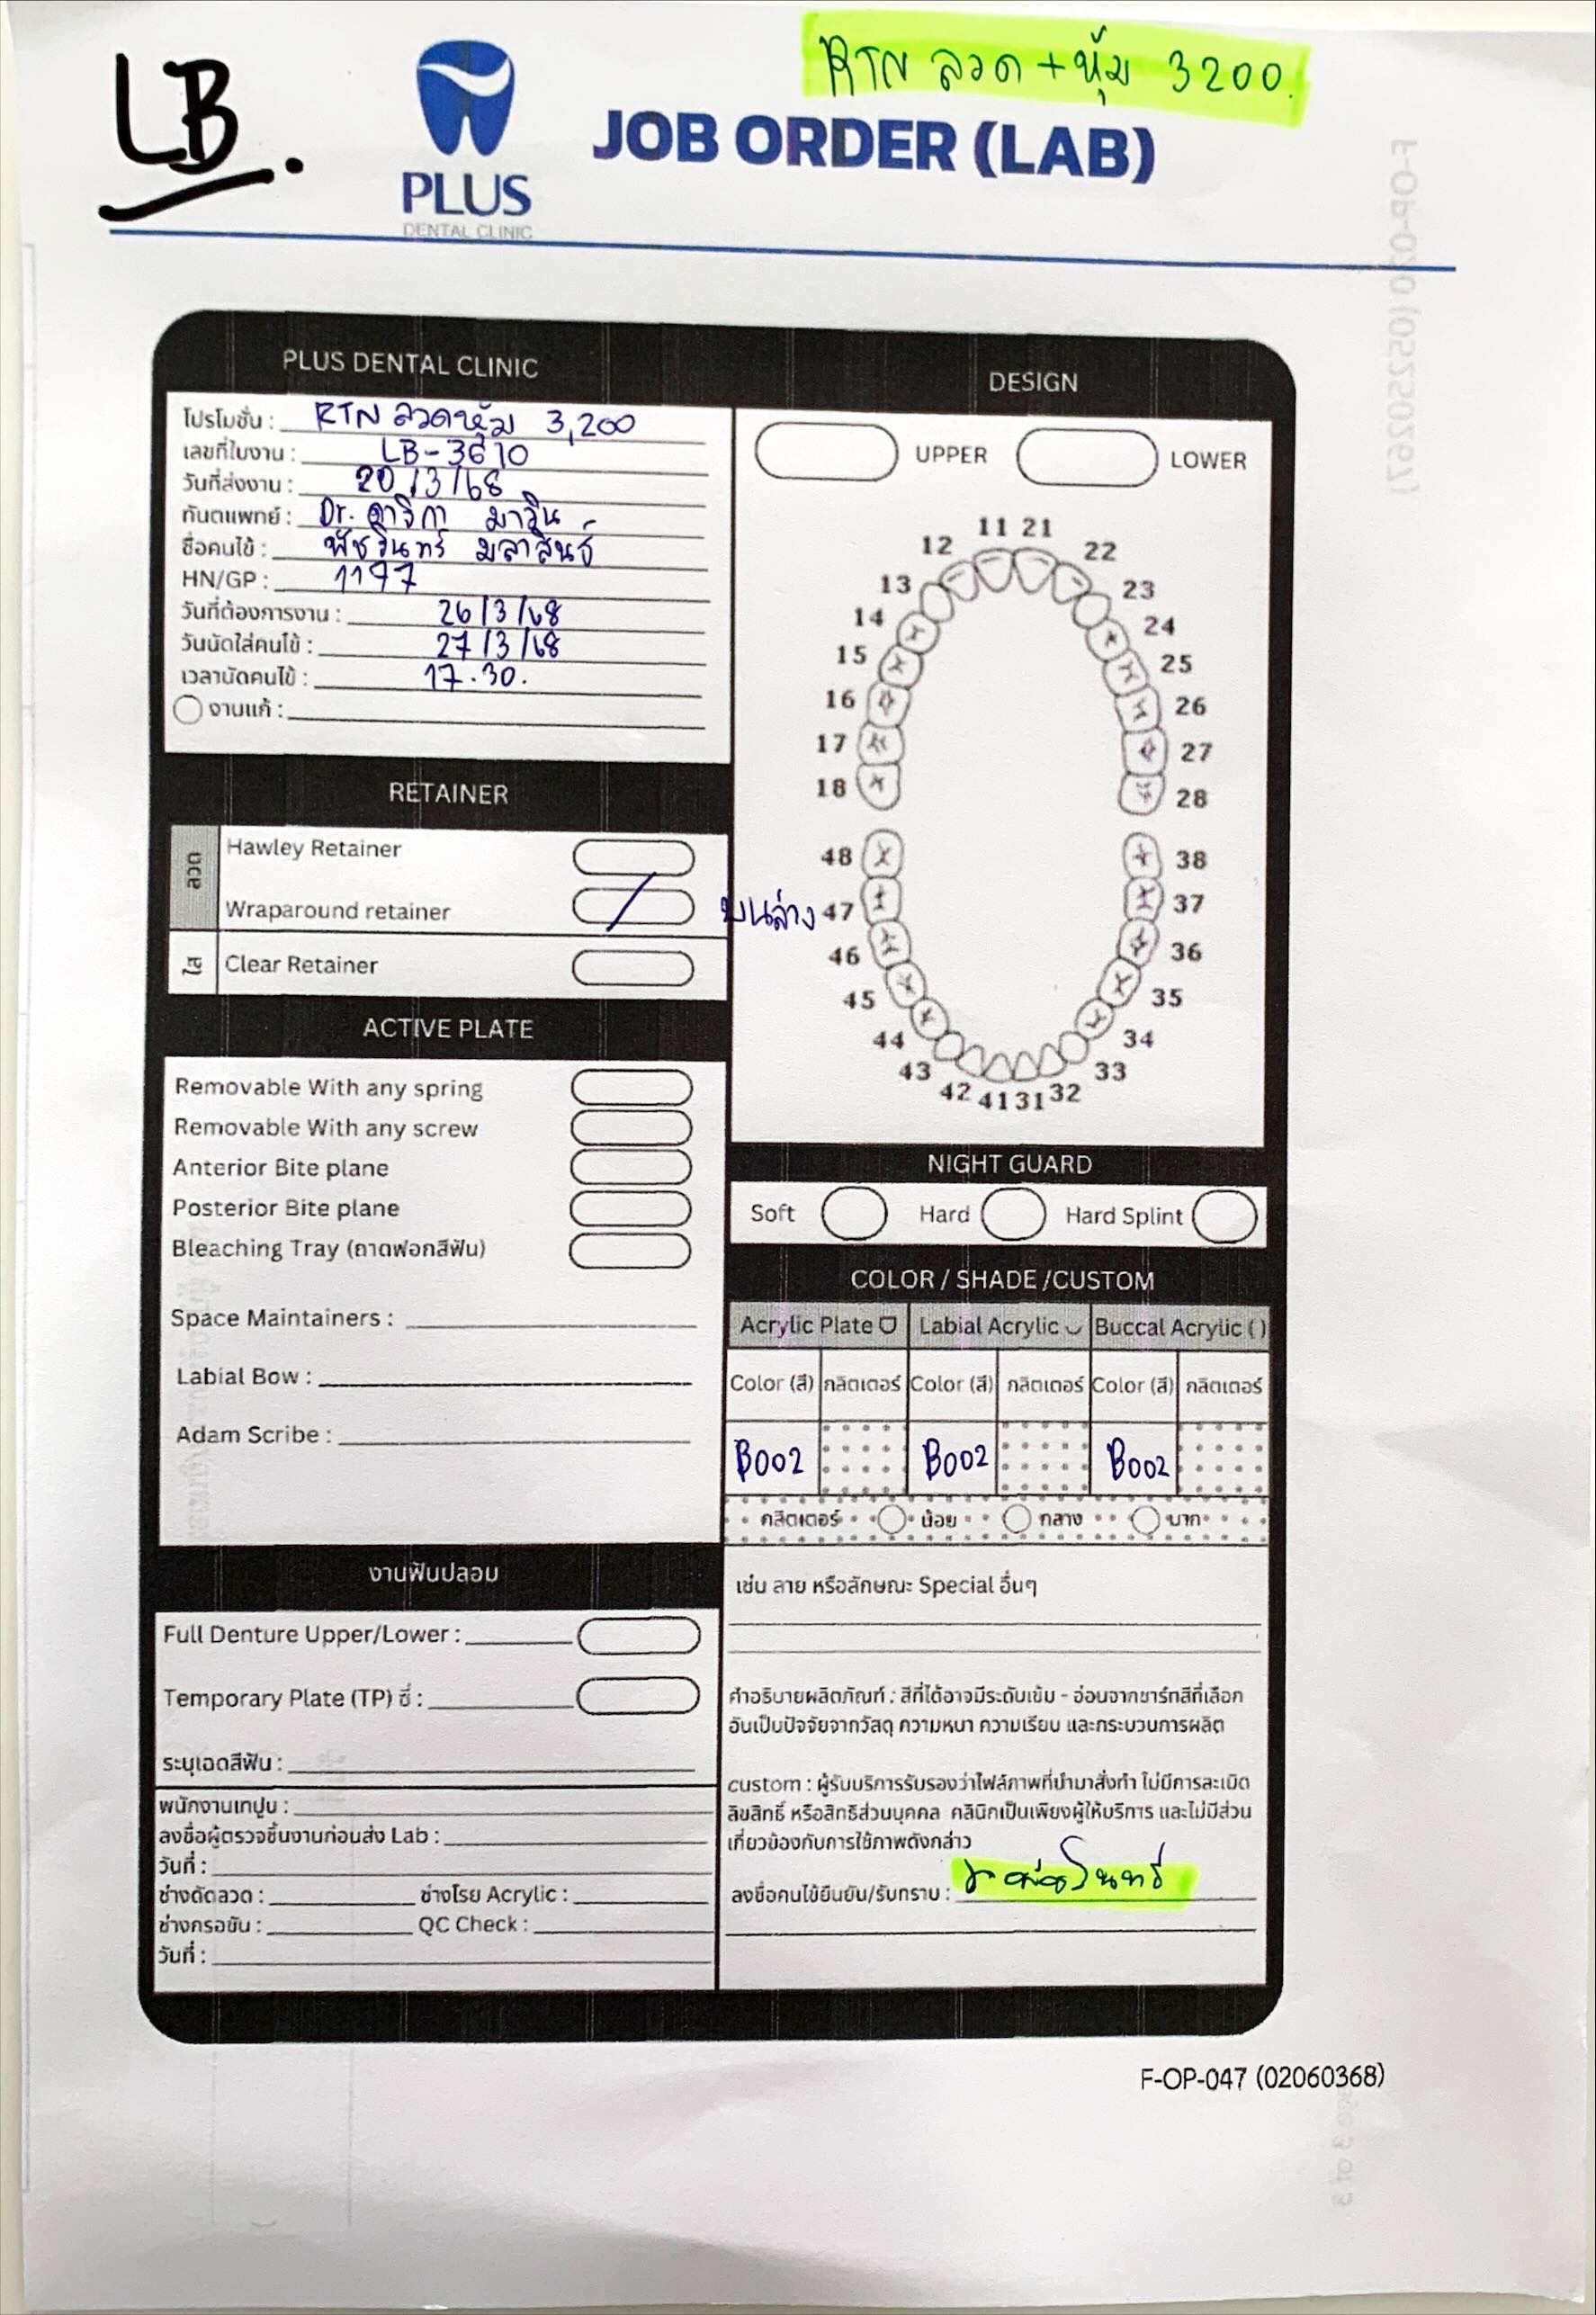 LB.
PLUS
DENTAL CLINIC
RTN ลวด + หุ้ม 3200.
JOB ORDER (LAB)
PLUS DENTAL CLINIC
โปรโมชั่น : RTN ลวดหุ้ม 3,200
เลขที่ใบงาน : LB-3610
วันที่ส่งงาน : 20/3/68
ทันตแพทย์ : Dr. ดาริกา มาวิน
ชื่อคนไข้ : พัชรินทร์ มลาสินธ์
HN/GP : 1197
วันที่ต้องการงาน : 26/3/68
วันนัดใส่คนไข้ : 27/3/68
เวลานัดคนไข้ : 17.30.
งานแก้ :
RETAINER
ลวด
Hawley Retainer
Wraparound retainer บนล่าง
ใส
Clear Retainer
ACTIVE PLATE
Removable With any spring
Removable With any screw
Anterior Bite plane
Posterior Bite plane
Bleaching Tray (ถาดฟอกสีฟัน)
Space Maintainers :
Labial Bow :
Adam Scribe :
งานฟันปลอม
Full Denture Upper/Lower :
Temporary Plate (TP) ซี่ :
ระบุเฉดสีฟัน :
พนักงานเทปูน :
ลงชื่อผู้ตรวจชิ้นงานก่อนส่ง Lab :
วันที่ :
ช่างดัดลวด : ช่างโรย Acrylic :
ช่างกรอขัน : QC Check :
วันที่ :
DESIGN
UPPER LOWER
11 21
12 22
13 23
14 24
15 25
16 26
17 27
18 28
48 38
47 37
46 36
45 35
44 34
43 33
42 41 31 32
NIGHT GUARD
Soft Hard Hard Splint
COLOR / SHADE /CUSTOM
Acrylic Plate Labial Acrylic Buccal Acrylic ( )
Color (สี) กลิตเตอร์ Color (สี) กลิตเตอร์ Color (สี) กลิตเตอร์
B002 B002 B002
กลิตเตอร์ น้อย กลาง มาก
เช่น ลาย หรือลักษณะ Special อื่นๆ
คำอธิบายผลิตภัณฑ์ : สีที่ได้อาจมีระดับเข้ม - อ่อนจากชาร์ทสีที่เลือก
อันเป็นปัจจัยจากวัสดุ ความหนา ความเรียบ และกระบวนการผลิต
custom : ผู้รับบริการรับรองว่าไฟล์ภาพที่นำมาสั่งทำ ไม่มีการละเมิด
ลิขสิทธิ์ หรือสิทธิส่วนบุคคล คลินิกเป็นเพียงผู้ให้บริการ และไม่มีส่วน
เกี่ยวข้องกับการใช้ภาพดังกล่าว
ลงชื่อคนไข้ยืนยัน/รับทราบ :
F-OP-047 (02060368)